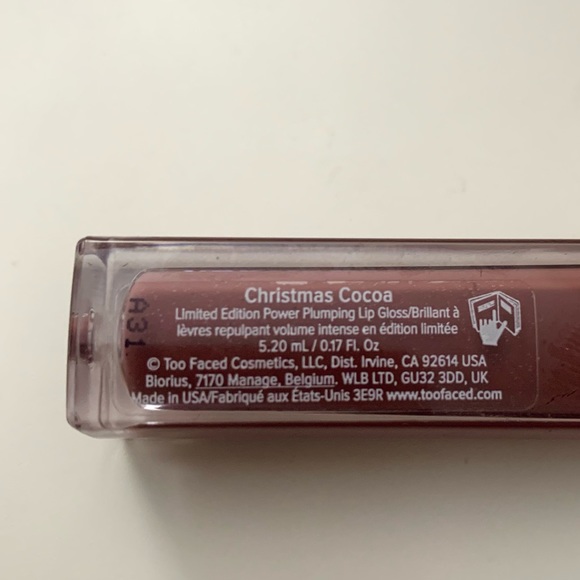 Christmas Cocoa
Limited Edition Power Plumping Lip Gloss/Brillant à
lèvres repulpant volume intense en édition limitée
5.20 mL / 0.17 Fl. Oz
© Too Faced Cosmetics, LLC, Dist. Irvine, CA 92614 USA
Biorius, 7170 Manage, Belgium. WLB LTD, GU32 3DD, UK
Made in USA/Fabriqué aux États-Unis 3E9R www.toofaced.com